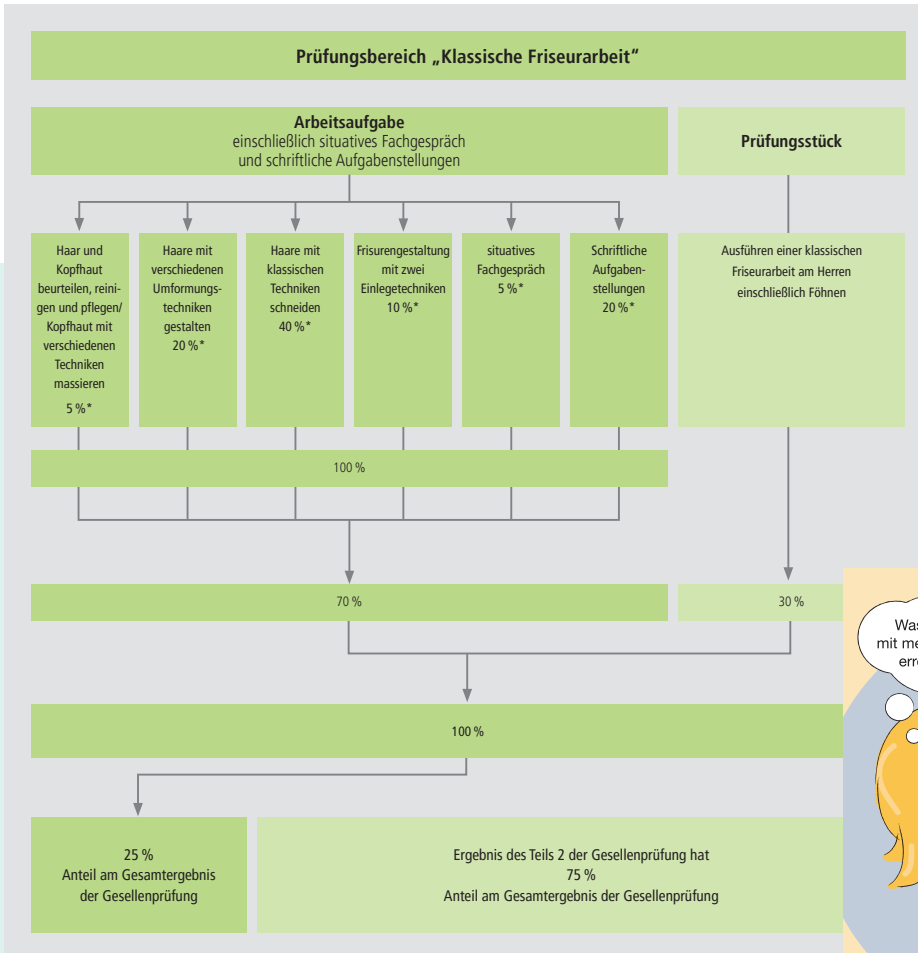 Prüfungsbereich „Klassische Friseurarbeit“
Arbeitsaufgabe
einschließlich situatives Fachgespräch
und schriftliche Aufgabenstellungen
Prüfungsstück
Haar und
Kopfhaut
beurteilen, reini-
gen und pflegen/
Kopfhaut mit
verschiedenen
Techniken
massieren
5 %*
Haare mit
verschiedenen
Umformungs-
techniken
gestalten
20 %*
Haare mit
klassischen
Techniken
schneiden
40 %*
Frisurengestaltung
mit zwei
Einlegetechniken
10 %*
situatives
Fachgespräch
5 %*
Schriftliche
Aufgaben-
stellungen
20 %*
Ausführen einer klassischen
Friseurarbeit am Herren
einschließlich Föhnen
100 %
70 %
30 %
100 %
25 %
Anteil am Gesamtergebnis
der Gesellenprüfung
Ergebnis des Teils 2 der Gesellenprüfung hat
75 %
Anteil am Gesamtergebnis der Gesellenprüfung
mit